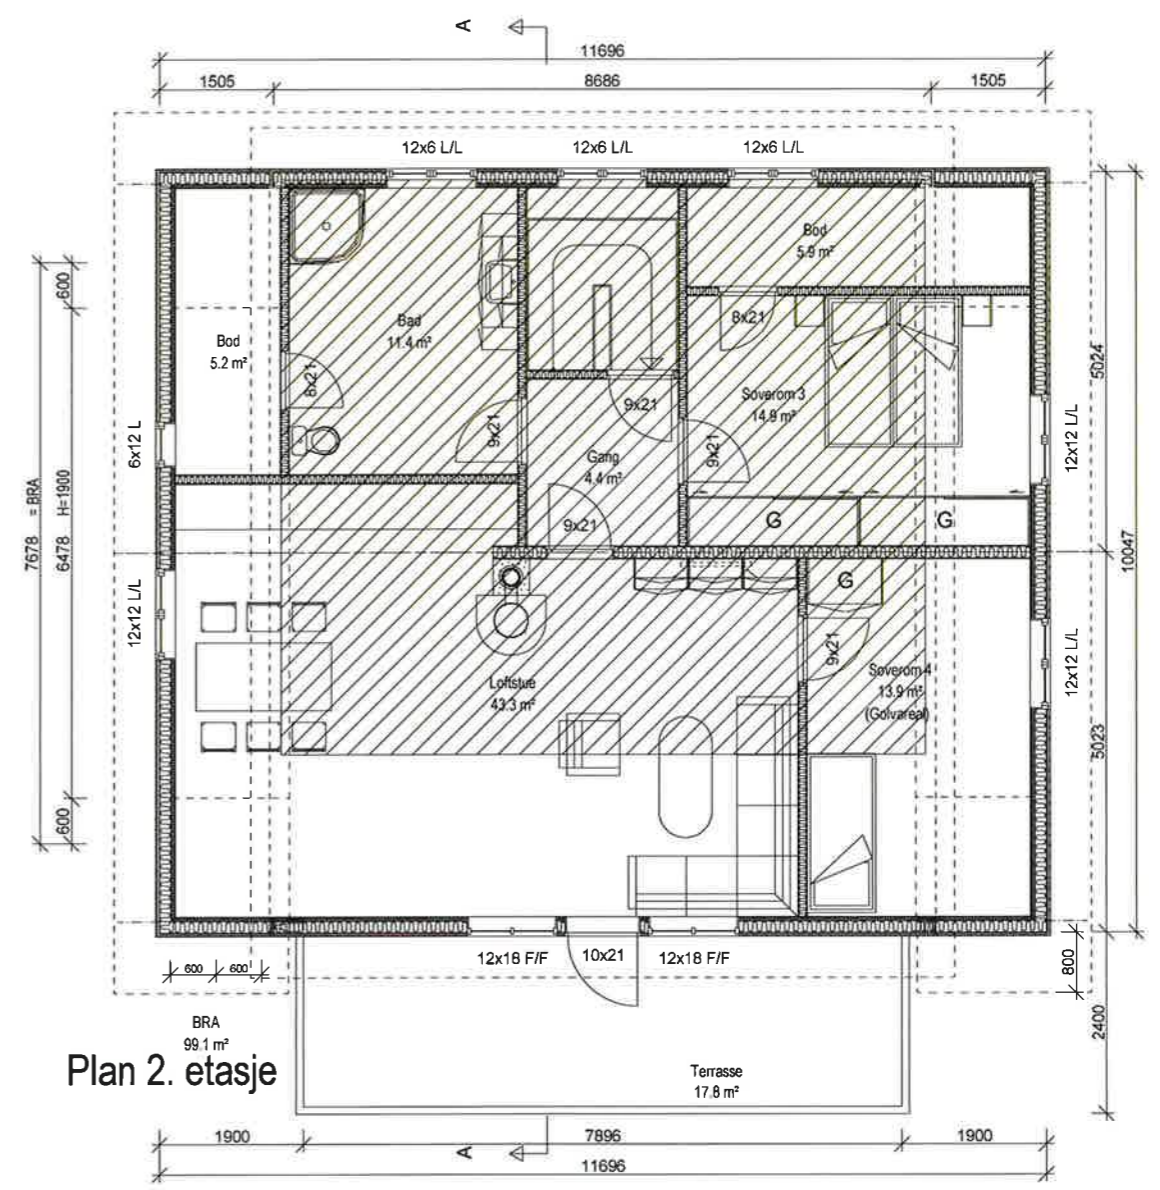 A
11696
1505
8686
1505
12x6 L/L
12x6 L/L
12x6 L/L
Bod
5.9 m²
600
Bad
11.4 m²
Bod
5.2 m²
8x21
8x21
5024
Søverom 3
14.9 m²
9x21
9x21
9x21
6x12 L
12x12 L/L
Gang
4.4 m²
7678 = BRA
6478 H=1900
9x21
G
G
10047
12x12 L/L
G
9x21
12x12 L/L
Loftstue
43.3 m²
Søverom 4
13.9 m²
(Golvareal)
5023
600
12x18 F/F
10x21
12x18 F/F
600
600
800
BRA
99.1 m²
Plan 2. etasje
2400
Terrasse
17.8 m²
1900
7896
1900
A
11696